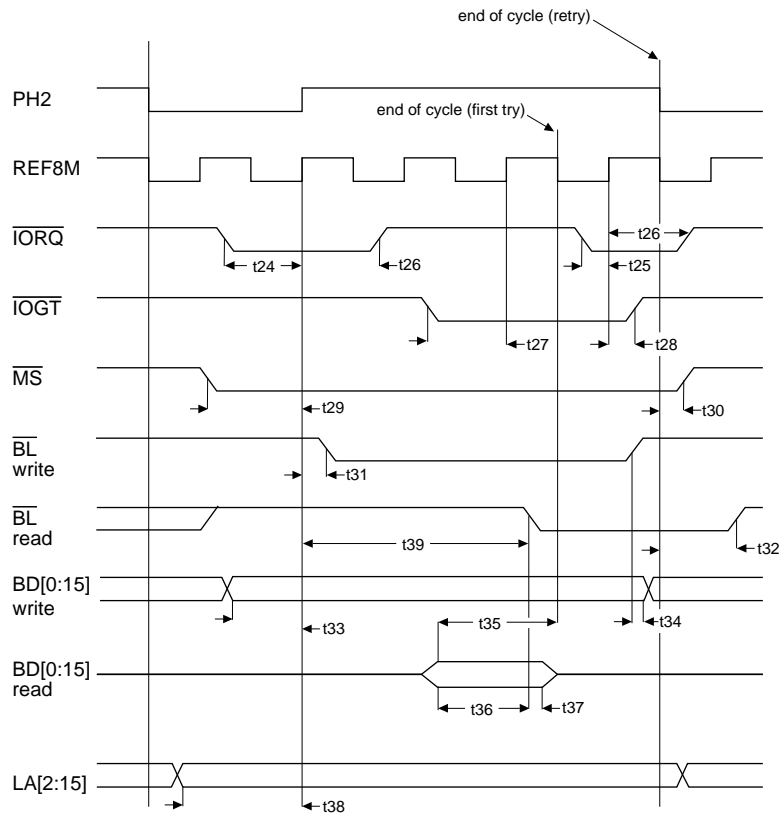 end of cycle (retry)
PH2
end of cycle (first try)
REF8M
IORQ
t24
t26
t26
t25
IOGT
t27
t28
MS
t29
t30
BL
write
t31
BL
read
t39
t32
BD[0:15]
write
t33
t35
t34
BD[0:15]
read
t36
t37
LA[2:15]
t38